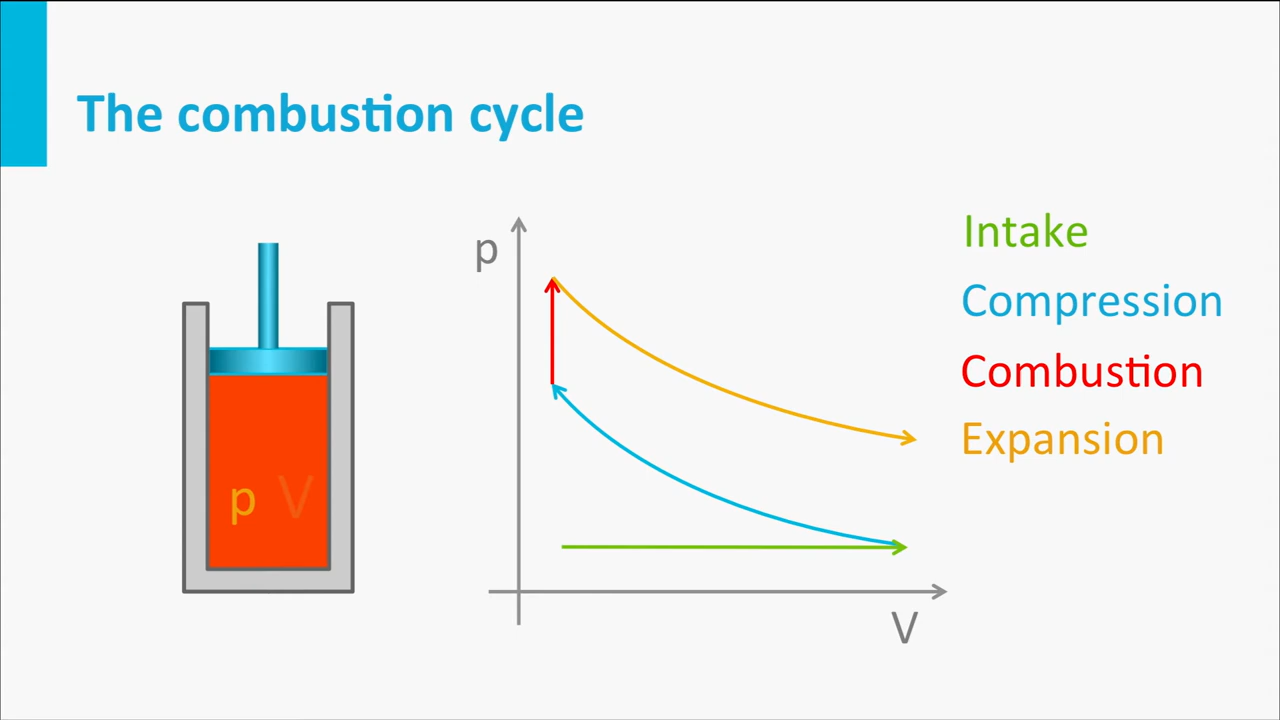 The combustion cycle
p
Intake
Compression
Combustion
Expansion
p V
V